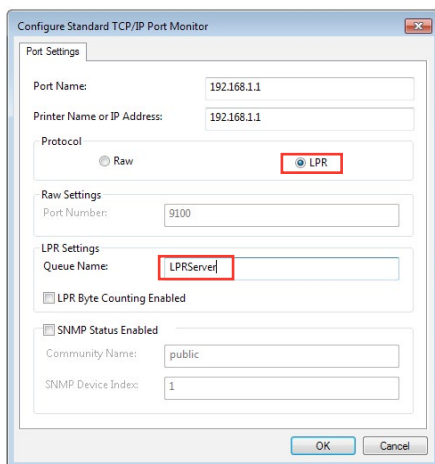 Configure Standard TCP/IP Port Monitor
Port Settings
Port Name: 192.168.1.1
Printer Name or IP Address: 192.168.1.1
Protocol
Raw LPR
Raw Settings
Port Number: 9100
LPR Settings
Queue Name: LPRServer
LPR Byte Counting Enabled
SNMP Status Enabled
Community Name: public
SNMP Device Index: 1
OK Cancel